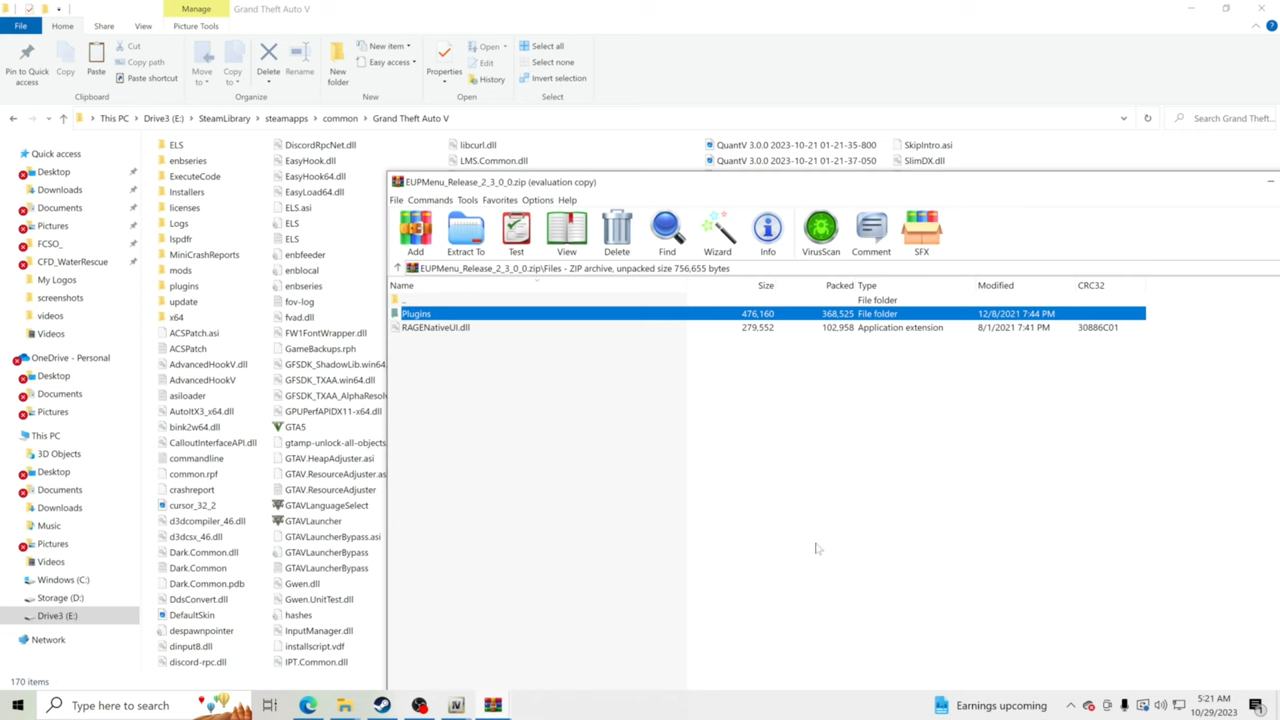 Manage
Grand Theft Auto V
File
Home
Share
View
Picture Tools
Pin to Quick access
Copy
Paste
Cut
Copy path
Paste shortcut
Clipboard
Move to
Copy to
Delete
Rename
Organize
New folder
New item
Easy access
New
Properties
Open
Edit
History
Open
Select all
Select none
Invert selection
Select
This PC
Drive3 (E:)
SteamLibrary
steamapps
common
Grand Theft Auto V
Search Grand Theft...
Quick access
Desktop
Downloads
Documents
Pictures
FCSO_
CFD_WaterRescue
My Logos
screenshots
videos
Videos
OneDrive - Personal
Desktop
Documents
Pictures
This PC
3D Objects
Desktop
Documents
Downloads
Music
Pictures
Videos
Windows (C:)
Storage (D:)
Drive3 (E:)
Network
ELS
enbseries
ExecuteCode
Installers
licenses
Logs
lspdfr
MiniCrashReports
mods
plugins
update
x64
ACSPatch.asi
ACSPatch
AdvancedHookV.dll
AdvancedHookV
asiloader
AutoItX3_x64.dll
bink2w64.dll
CalloutInterfaceAPI.dll
commandline
common.rpf
crashreport
cursor_32_2
d3dcompiler_46.dll
d3dcsx_46.dll
Dark.Common.dll
Dark.Common
Dark.Common.pdb
DdsConvert.dll
DefaultSkin
despawnpointer
dinput8.dll
discord-rpc.dll
DiscordRpcNet.dll
EasyHook.dll
EasyHook64.dll
EasyLoad64.dll
ELS.asi
ELS
ELS
enbfeeder
enblocal
enbseries
fov-log
fvad.dll
FW1FontWrapper.dll
GameBackups.rph
GFSDK_ShadowLib.win64.
GFSDK_TXAA.win64.dll
GFSDK_TXAA_AlphaResolv
GPUPerfAPIDX11-x64.dll
GTA5
gtamp-unlock-all-objects.
GTAV.HeapAdjuster.asi
GTAV.ResourceAdjuster.as
GTAV.ResourceAdjuster
GTAVLanguageSelect
GTAVLauncher
GTAVLauncherBypass.asi
GTAVLauncherBypass
GTAVLauncherBypass
Gwen.dll
Gwen.UnitTest.dll
hashes
InputManager.dll
installscript.vdf
IPT.Common.dll
libcurl.dll
LMS.Common.dll
QuantV 3.0.0 2023-10-21 01-21-35-800
QuantV 3.0.0 2023-10-21 01-21-37-050
SkipIntro.asi
SlimDX.dll
EUPMenu_Release_2_3_0_0.zip (evaluation copy)
File Commands Tools Favorites Options Help
Add
Extract To
Test
View
Delete
Find
Wizard
Info
VirusScan
Comment
SFX
EUPMenu_Release_2_3_0_0.zip\Files - ZIP archive, unpacked size 756,655 bytes
Name Size Packed Type Modified CRC32
.. File folder
Plugins 476,160 368,525 File folder 12/8/2021 7:44 PM
RAGENativeUI.dll 279,552 102,958 Application extension 8/1/2021 7:41 PM 30886C01
170 items
Type here to search
Earnings upcoming
5:21 AM
10/29/2023